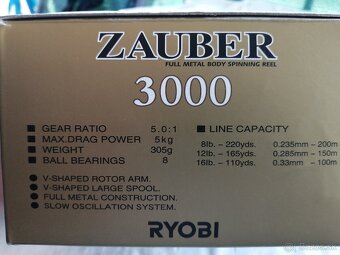 ZAUBER
FULL METAL BODY SPINNING REEL
3000
■ GEAR RATIO 5.0:1
■ MAX.DRAG POWER 5kg
■ WEIGHT 305g
■ BALL BEARINGS 8
■ LINE CAPACITY
8lb.-220yds. 0.235mm-200m
12lb.-165yds. 0.285mm-150m
16lb.-110yds. 0.33mm-100m
● V-SHAPED ROTOR ARM.
● V-SHAPED LARGE SPOOL.
● FULL METAL CONSTRUCTION.
● SLOW OSCILLATION SYSTEM.
RYOBI